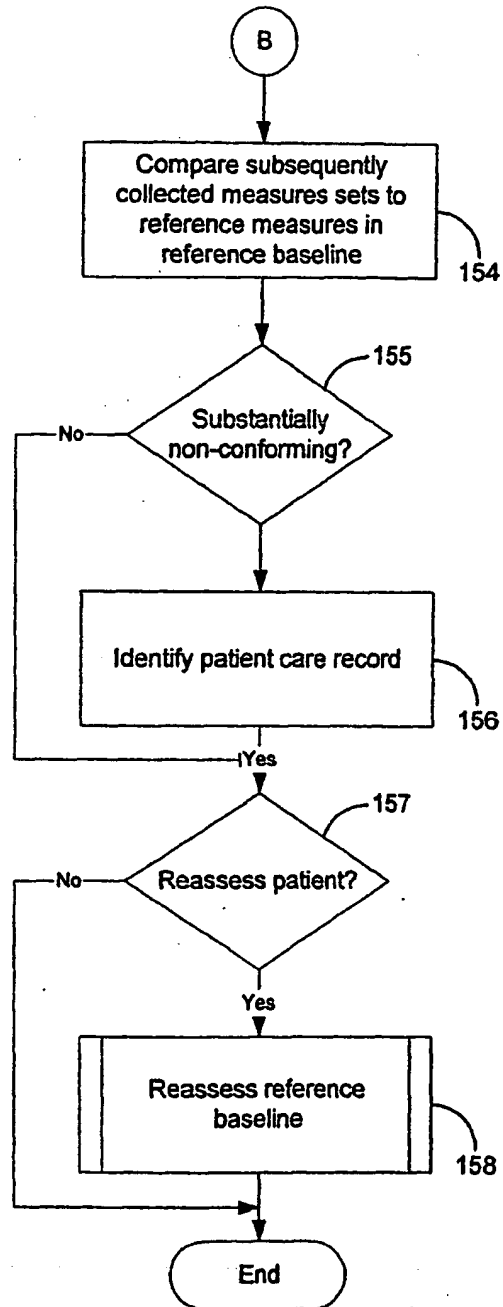 B
Compare subsequently
collected measures sets to
reference measures in
reference baseline
154
155
No
Substantially
non-conforming?
Identify patient care record
156
Yes
157
No
Reassess patient?
Yes
Reassess reference
baseline
158
End